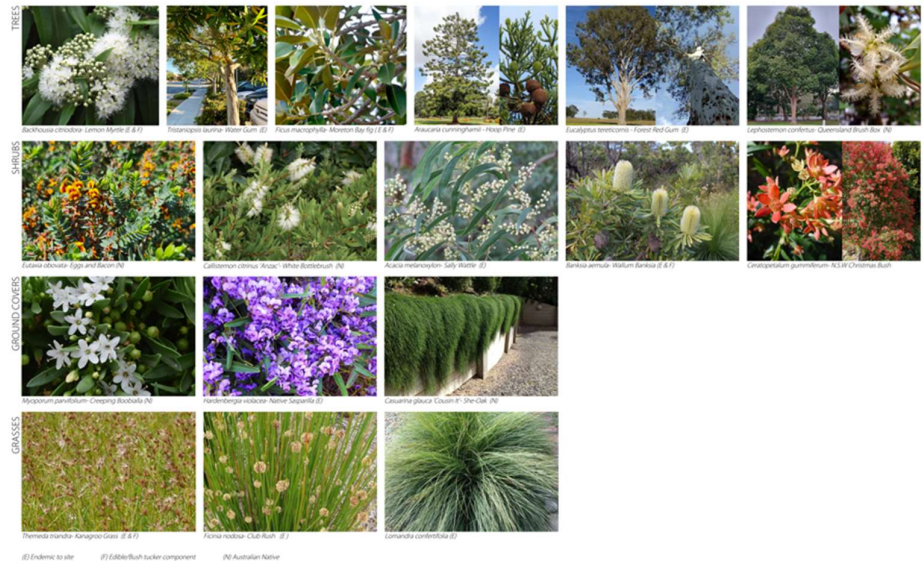 TREES
Backhousia citriodora- Lemon Myrtle (E & F)
Tristaniopsis laurina- Water Gum (E)
Ficus macrophylla- Moreton Bay fig ( E & F)
Araucaria cunninghamii - Hoop Pine (E)
Eucalyptus tereticornis - Forest Red Gum: (E)
Lophostemon confertus- Queensland Brush Box (N)
SHRUBS
Eutaxia obovata- Eggs and Bacon (N)
Callistemon citrinus 'Anzac'- White Bottlebrush (N)
Acacia melanoxylon- Sally Wattle (E)
Banksia aemula- Wallum Banksia (E & F)
Ceratopetalum gummiferum- N.S.W Christmas Bush
GROUND COVERS
Myoporum parvifolium- Creeping Boobialla (N)
Hardenbergia violacea- Native Sasparilla (E)
Casuarina glauca 'Cousin It'- She-Oak (N)
GRASSES
Themeda triandra- Kanagroo Grass (E & F)
Ficinia nodosa- Club Rush (E )
Lomandra confertifolia (E)
(E) Endemic to site (F) Edible/Bush tucker component (N) Australian Native